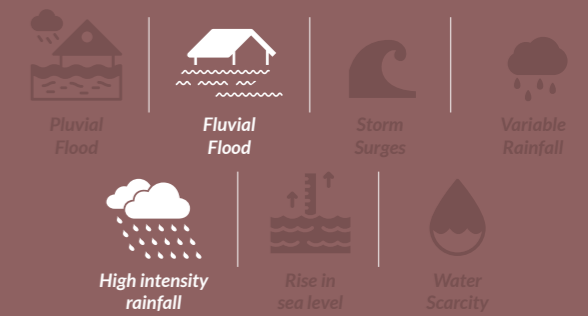 Pluvial
Flood
Fluvial
Flood
Storm
Surges
Variable
Rainfall
High intensity
rainfall
Rise in
sea level
Water
Scarcity